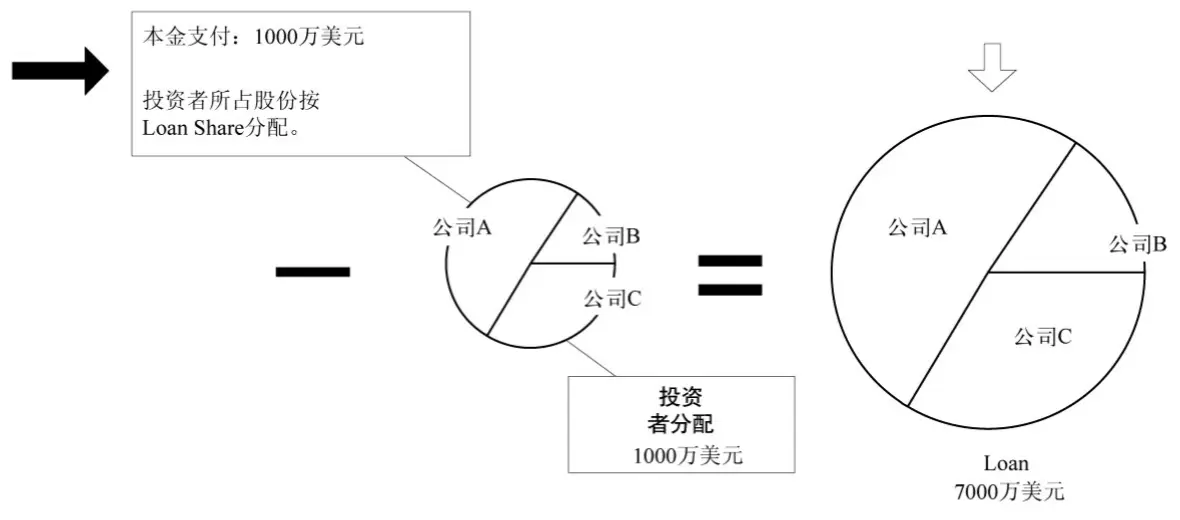 本金支付：1000万美元
投资者所占股份按
Loan Share分配。
公司A
公司B
公司C
投资
者分配
1000万美元
公司A
公司B
公司C
Loan
7000万美元